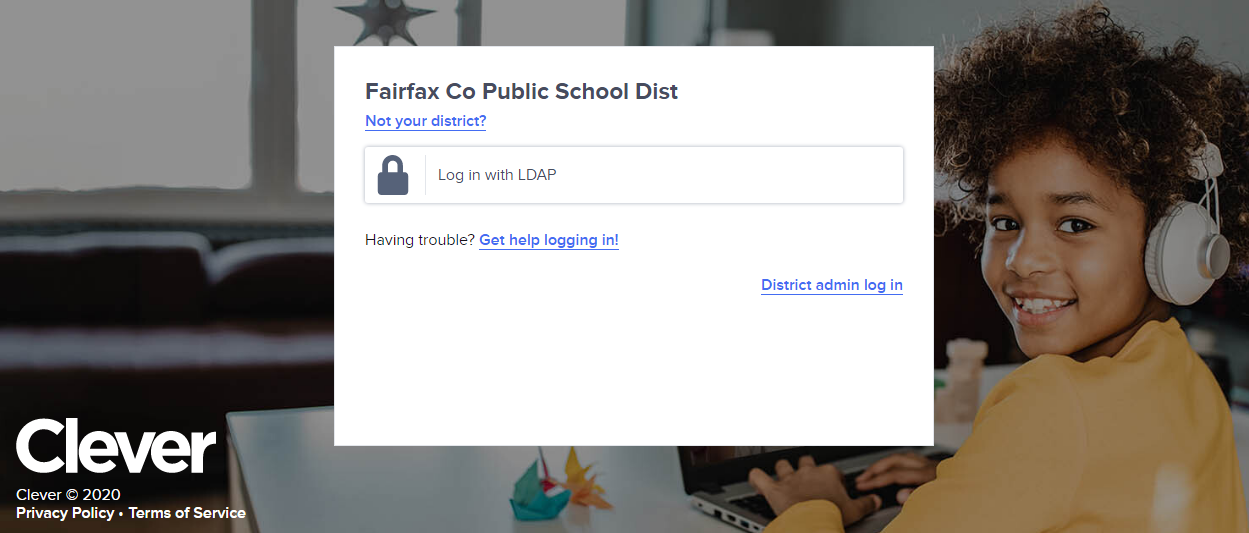 Fairfax Co Public School Dist
Not your district?
Log in with LDAP
Having trouble? Get help logging in!
District admin log in
Clever
Clever © 2020
Privacy Policy • Terms of Service